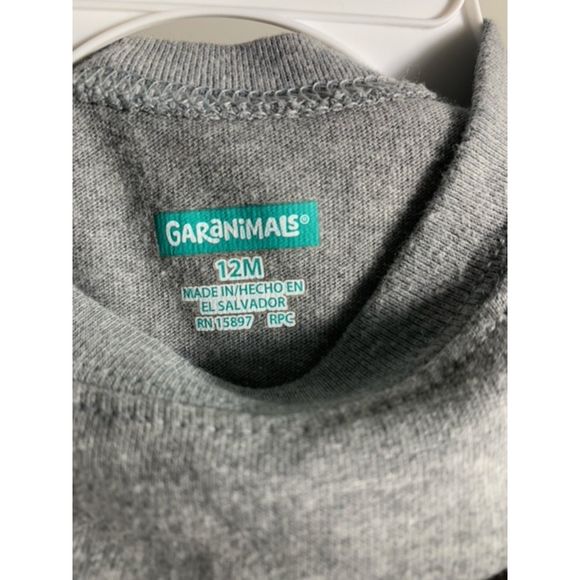 GARANIMALS®
12M
MADE IN/HECHO EN
EL SALVADOR
RN 15897 RPC